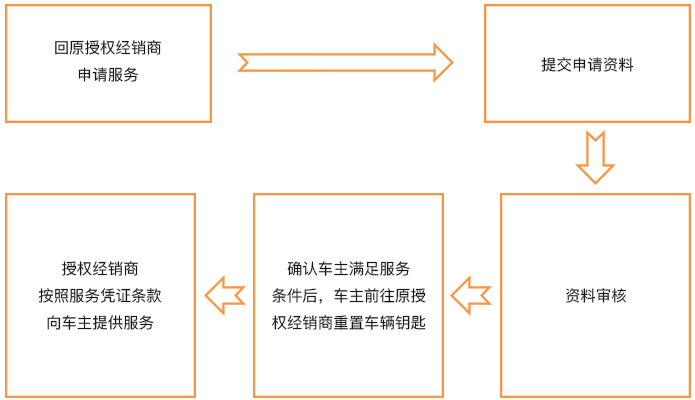 回原授权经销商
申请服务
提交申请资料
资料审核
确认车主满足服务
条件后，车主前往原授
权经销商重置车辆钥匙
授权经销商
按照服务凭证条款
向车主提供服务